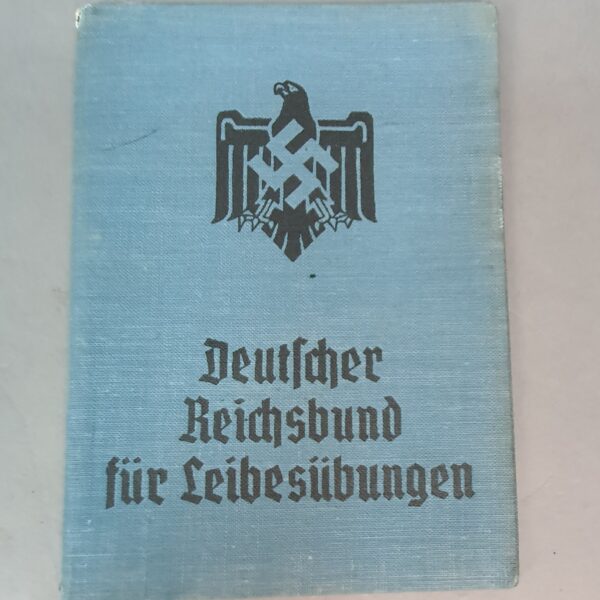 Deutscher
Reichsbund
für Leibesübungen